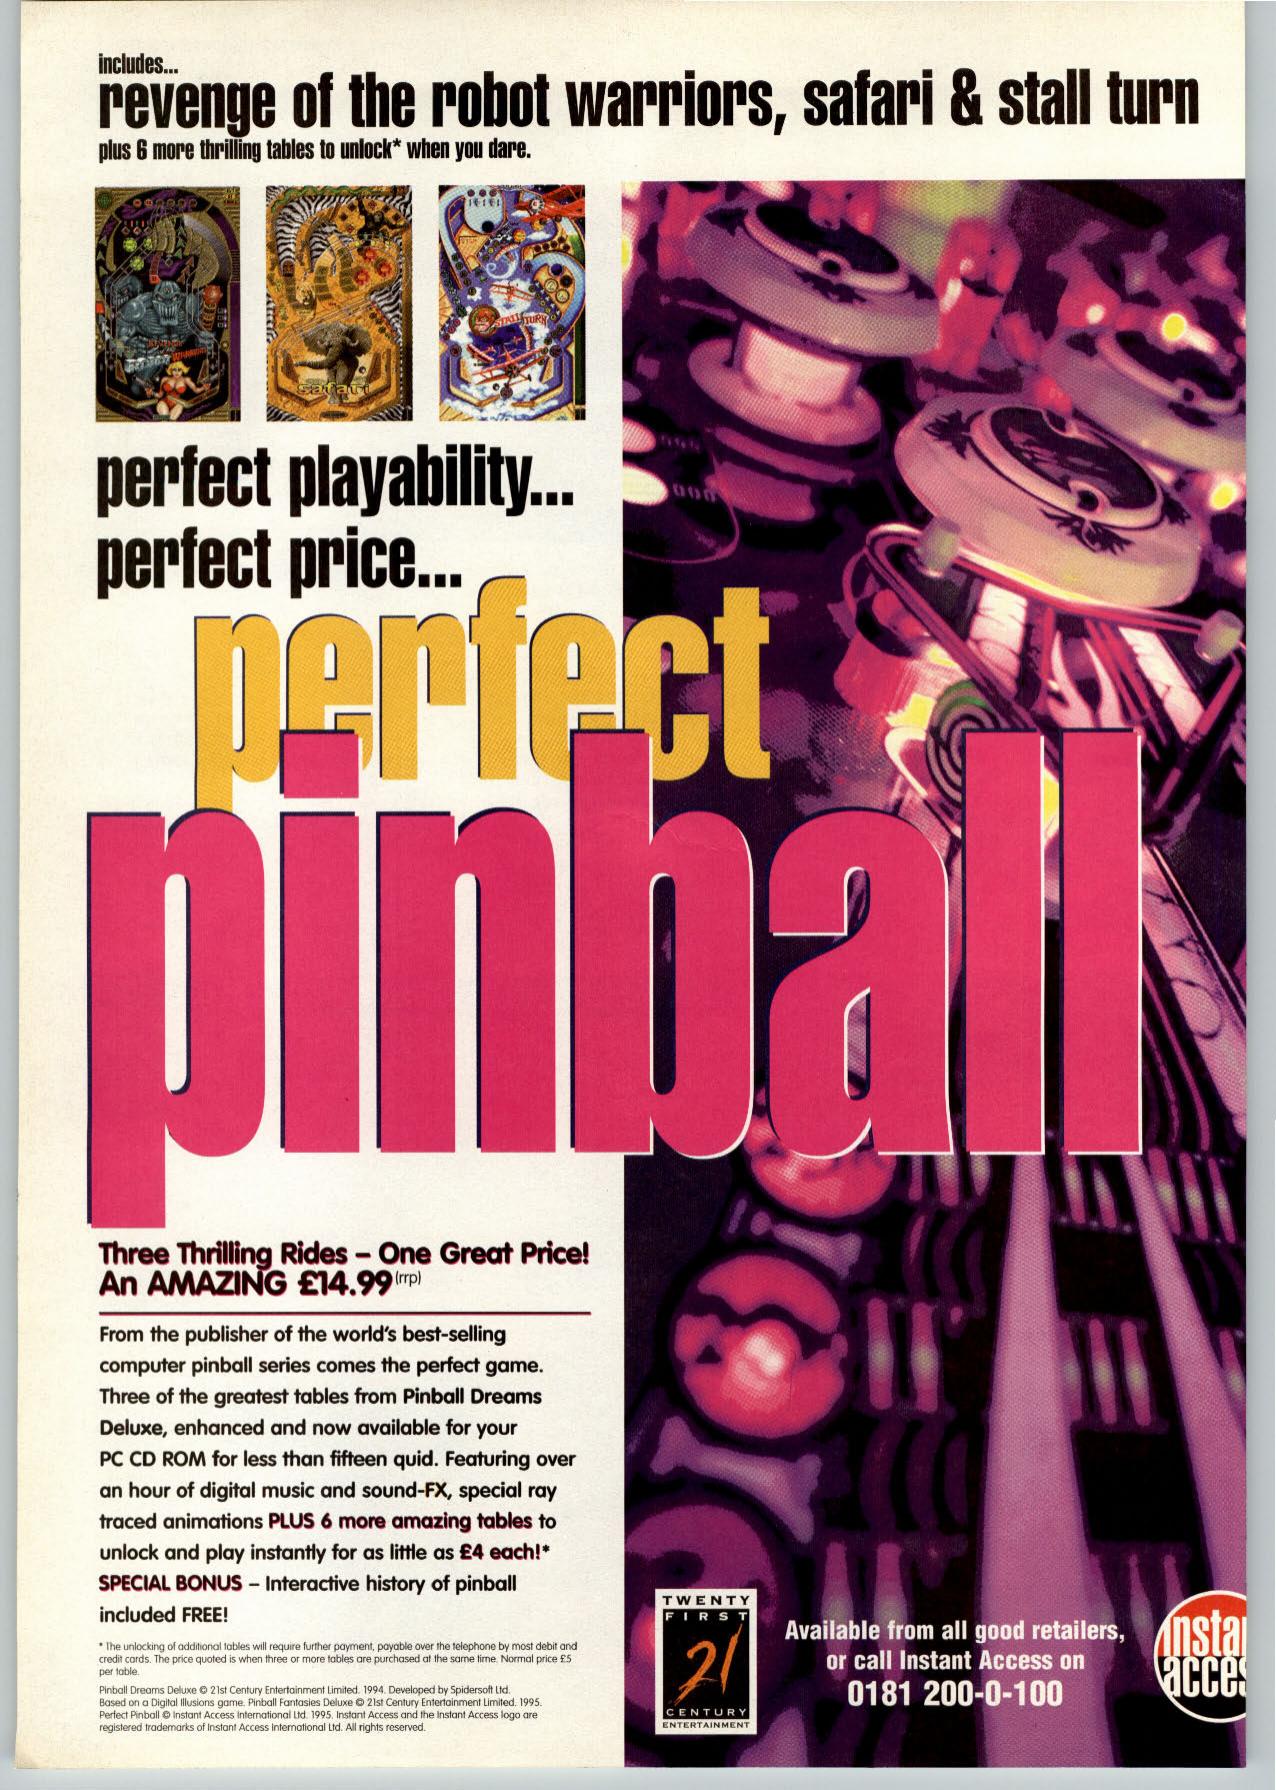 includes...
revenge of the robot warriors, safari & stall turn
plus 6 more thrilling tables to unlock* when you dare.
REVENGE
WARRIORS
safari
STALL TURN
perfect playability...
perfect price...
perfect
pinball
Three Thrilling Rides – One Great Price!
An AMAZING £14.99(rrp)
From the publisher of the world's best-selling
computer pinball series comes the perfect game.
Three of the greatest tables from Pinball Dreams
Deluxe, enhanced and now available for your
PC CD ROM for less than fifteen quid. Featuring over
an hour of digital music and sound-FX, special ray
traced animations PLUS 6 more amazing tables to
unlock and play instantly for as little as £4 each!*
SPECIAL BONUS – Interactive history of pinball
included FREE!
* The unlocking of additional tables will require further payment, payable over the telephone by most debit and
credit cards. The price quoted is when three or more tables are purchased at the same time. Normal price £5
per table.
Pinball Dreams Deluxe © 21st Century Entertainment Limited. 1994. Developed by Spidersoft Ltd.
Based on a Digital Illusions game. Pinball Fantasies Deluxe © 21st Century Entertainment Limited. 1995.
Perfect Pinball © Instant Access International Ltd. 1995. Instant Access and the Instant Access logo are
registered trademarks of Instant Access International Ltd. All rights reserved.
TWENTY
FIRST
21
CENTURY
ENTERTAINMENT
Available from all good retailers,
or call Instant Access on
0181 200-0-100
insta
acces